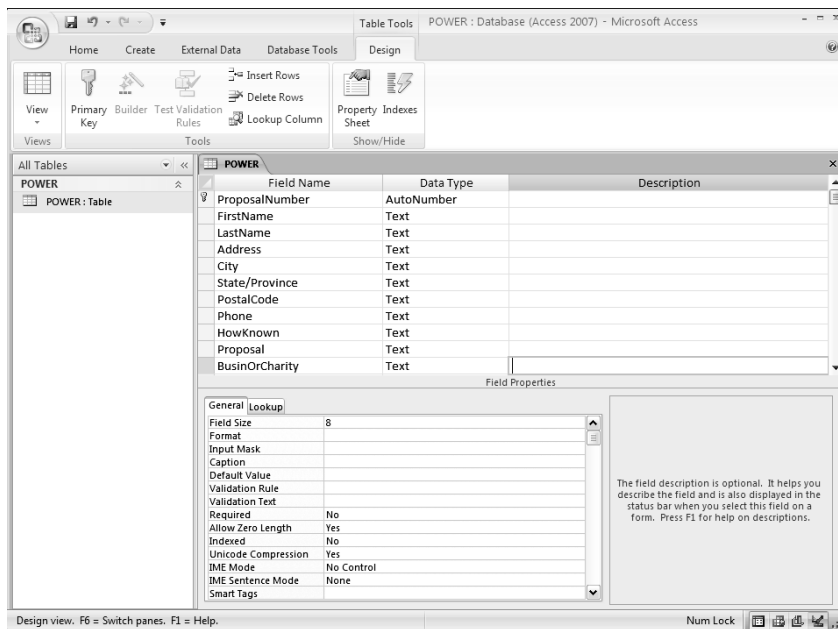 Table Tools POWER : Database (Access 2007) - Microsoft Access
Home Create External Data Database Tools Design
View
Primary Key
Builder
Test Validation Rules
Insert Rows
Delete Rows
Lookup Column
Property Sheet
Indexes
Views Tools Show/Hide
All Tables
POWER
POWER : Table
POWER
Field Name Data Type Description
ProposalNumber AutoNumber
FirstName Text
LastName Text
Address Text
City Text
State/Province Text
PostalCode Text
Phone Text
HowKnown Text
Proposal Text
BusinOrCharity Text
Field Properties
General Lookup
Field Size 8
Format
Input Mask
Caption
Default Value
Validation Rule
Validation Text
Required No
Allow Zero Length Yes
Indexed No
Unicode Compression Yes
IME Mode No Control
IME Sentence Mode None
Smart Tags
The field description is optional. It helps you
describe the field and is also displayed in the
status bar when you select this field on a
form. Press F1 for help on descriptions.
Design view. F6 = Switch panes. F1 = Help. Num Lock